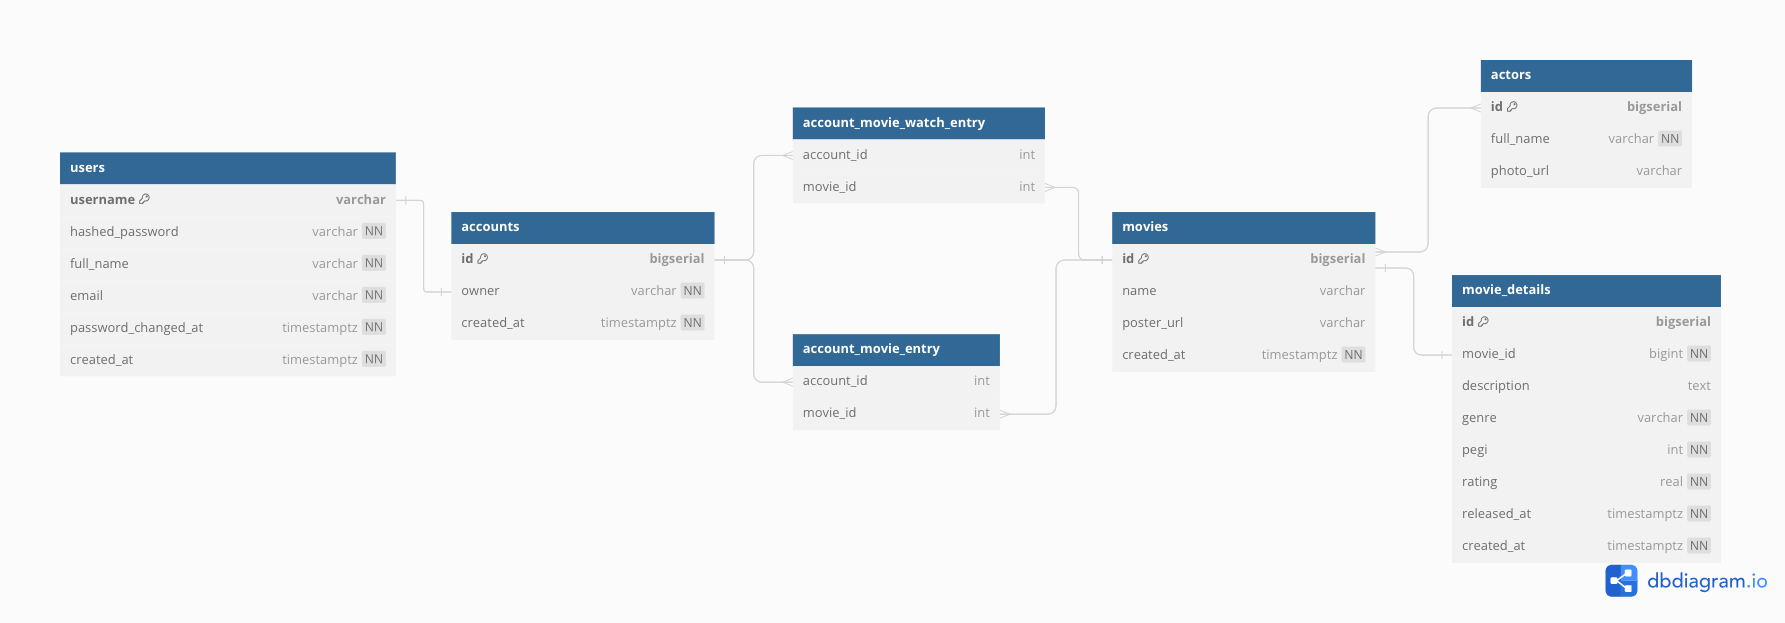 users
username varchar
hashed_password varchar NN
full_name varchar NN
email varchar NN
password_changed_at timestamptz NN
created_at timestamptz NN
accounts
id bigserial
owner varchar NN
created_at timestamptz NN
account_movie_watch_entry
account_id int
movie_id int
account_movie_entry
account_id int
movie_id int
movies
id bigserial
name varchar
poster_url varchar
created_at timestamptz NN
actors
id bigserial
full_name varchar NN
photo_url varchar
movie_details
id bigserial
movie_id bigint NN
description text
genre varchar NN
pegi int NN
rating real NN
released_at timestamptz NN
created_at timestamptz NN
dbdiagram.io